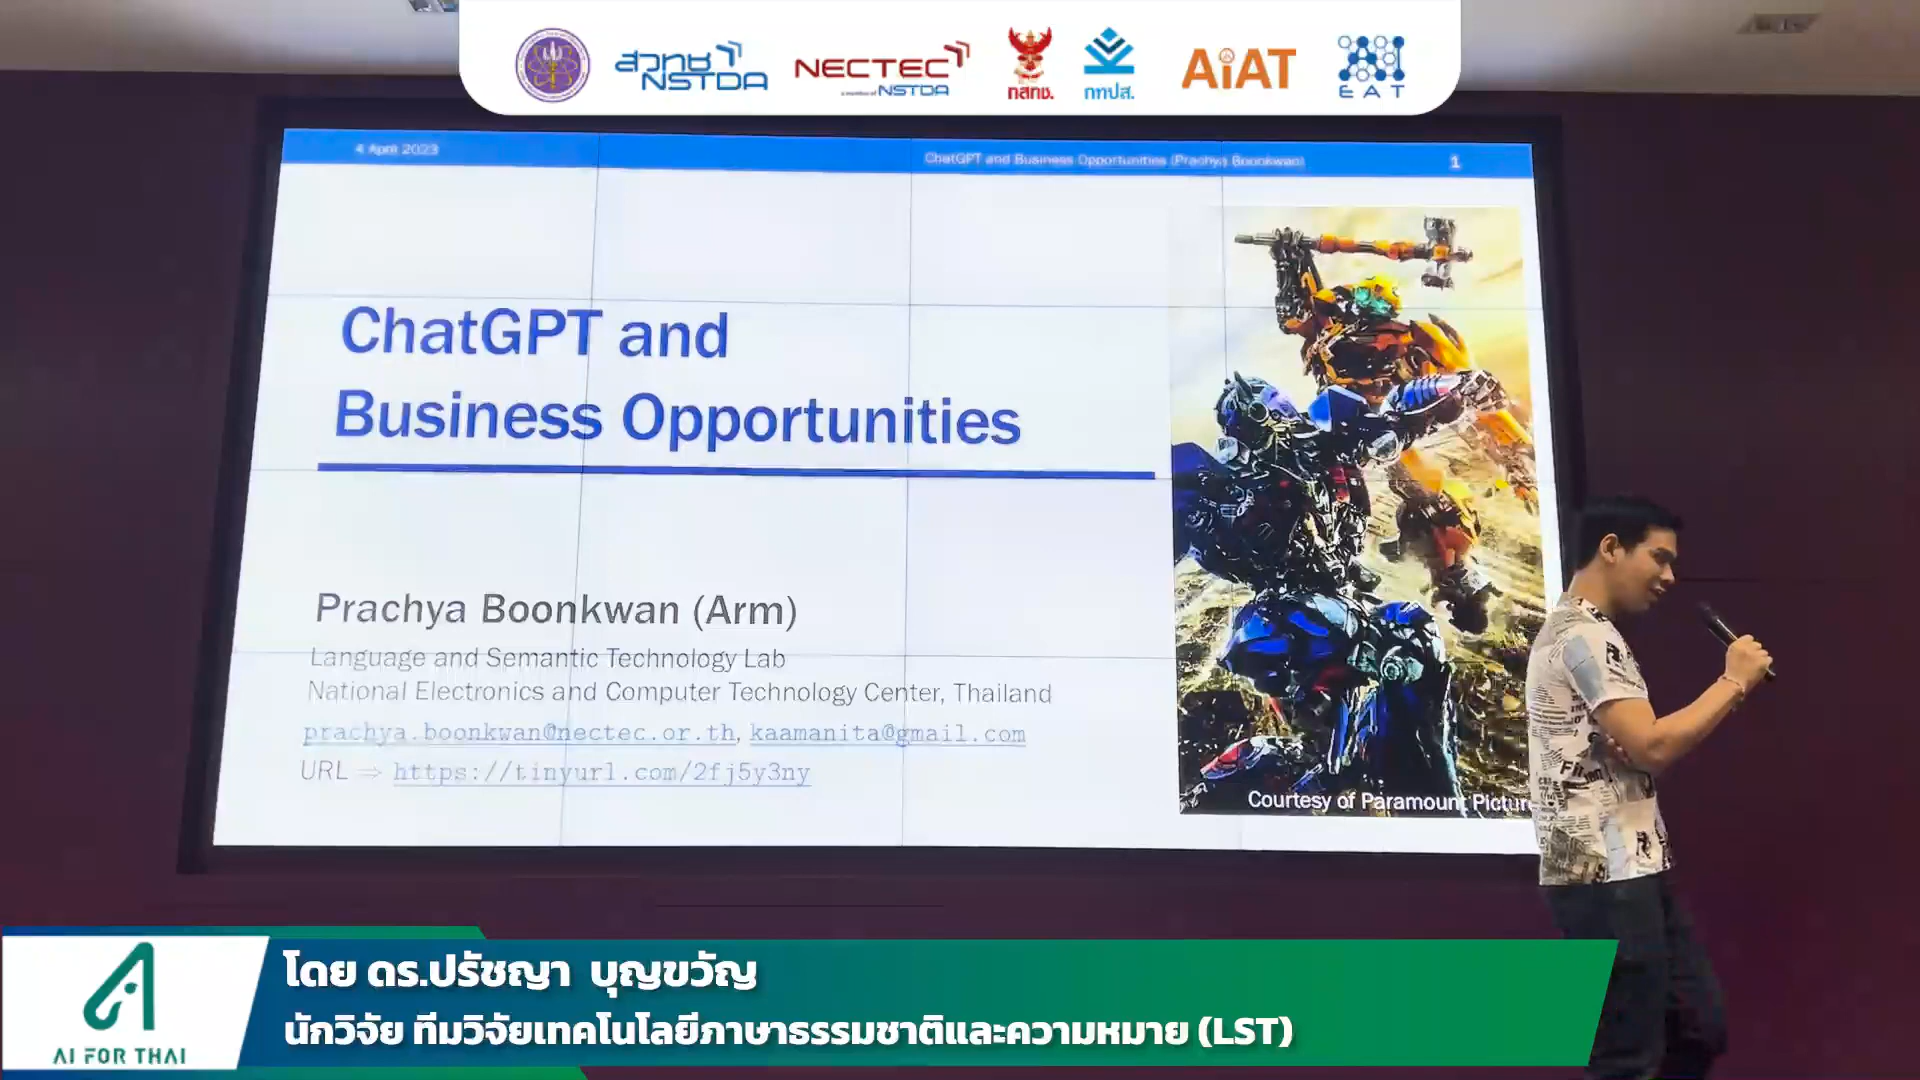 สวทช
NSTDA
NECTEC
a member of NSTDA
กสทช.
กทปส.
AiAT
EAT
4 April 2023
ChatGPT and Business Opportunities (Prachya Boonkwan)
1
ChatGPT and
Business Opportunities
Prachya Boonkwan (Arm)
Language and Semantic Technology Lab
National Electronics and Computer Technology Center, Thailand
prachya.boonkwan@nectec.or.th, kaamanita@gmail.com
URL ⇒ https://tinyurl.com/2fj5y3ny
Courtesy of Paramount Picture
โดย ดร.ปรัชญา บุญขวัญ
นักวิจัย ทีมวิจัยเทคโนโลยีภาษาธรรมชาติและความหมาย (LST)
AI FOR THAI